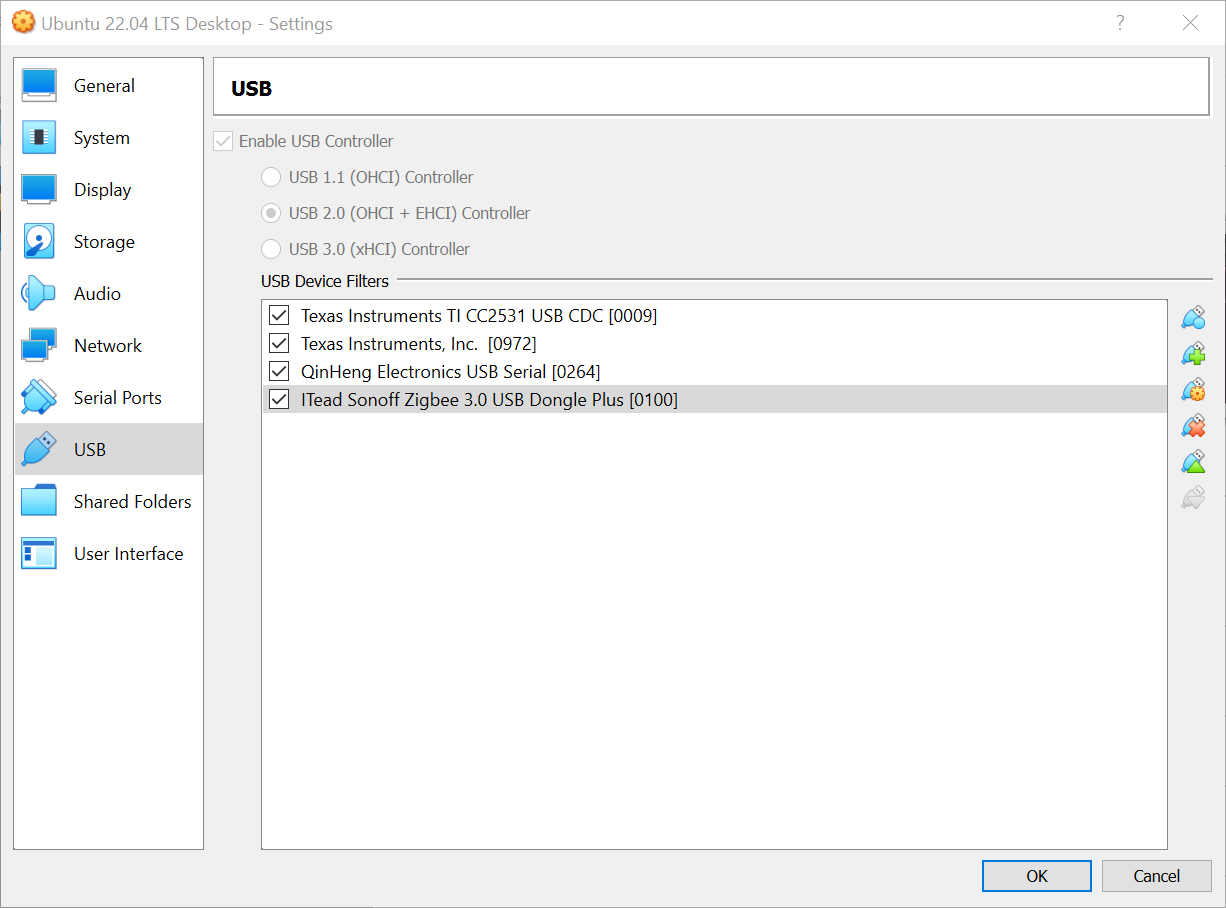 Ubuntu 22.04 LTS Desktop - Settings
?
General
System
Display
Storage
Audio
Network
Serial Ports
USB
Shared Folders
User Interface
USB
Enable USB Controller
USB 1.1 (OHCI) Controller
USB 2.0 (OHCI + EHCI) Controller
USB 3.0 (xHCI) Controller
USB Device Filters
Texas Instruments TI CC2531 USB CDC [0009]
Texas Instruments, Inc.  [0972]
QinHeng Electronics USB Serial [0264]
ITead Sonoff Zigbee 3.0 USB Dongle Plus [0100]
OK
Cancel